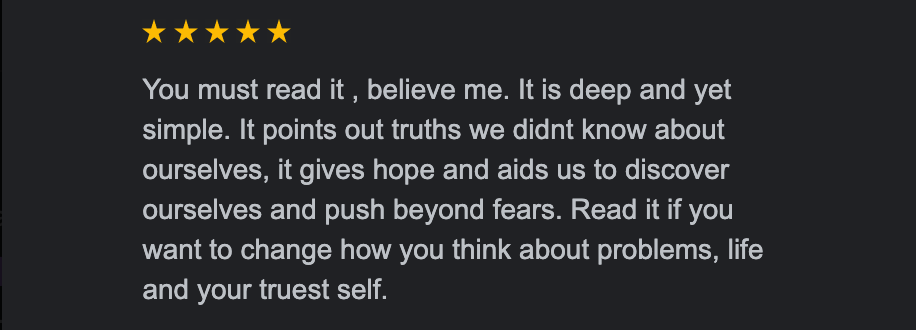 You must read it , believe me. It is deep and yet
simple. It points out truths we didnt know about
ourselves, it gives hope and aids us to discover
ourselves and push beyond fears. Read it if you
want to change how you think about problems, life
and your truest self.